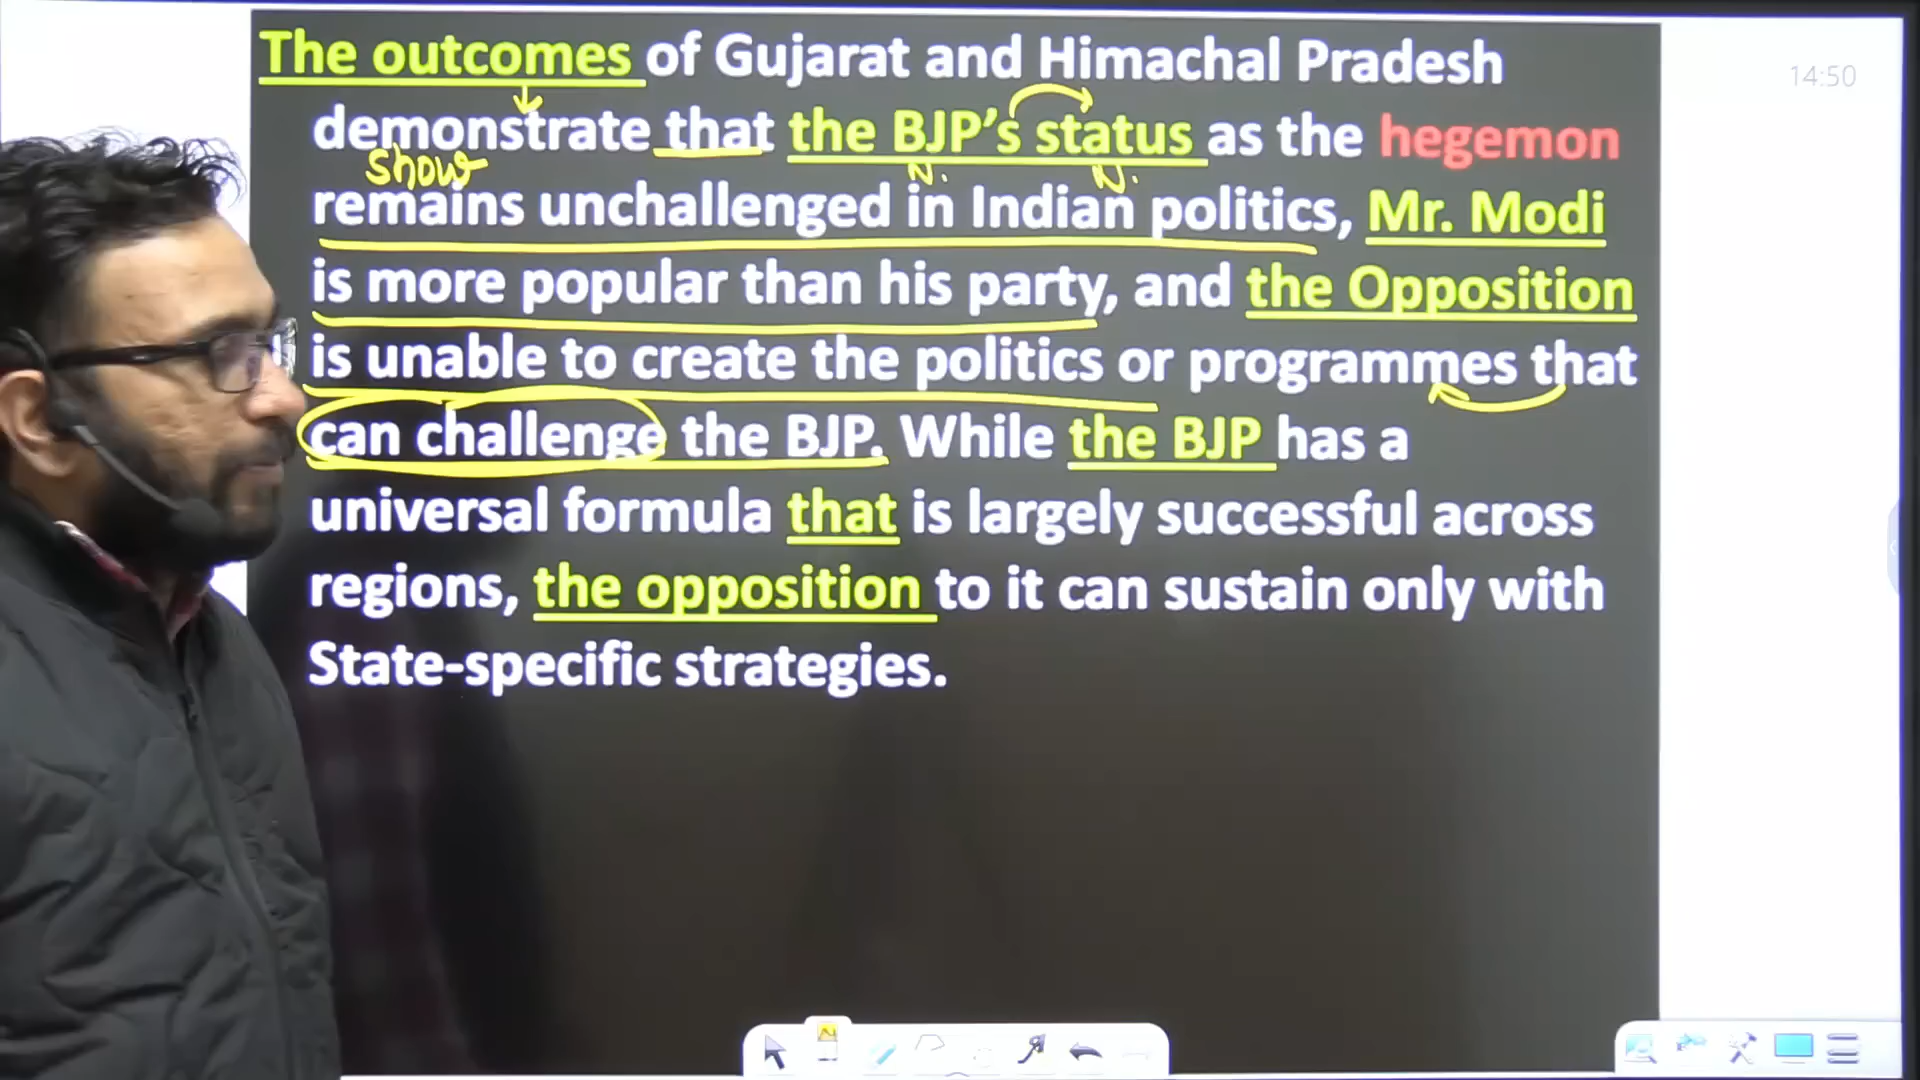 The outcomes of Gujarat and Himachal Pradesh
14:50
demonstrate that the BJP's status as the hegemon
show N. N.
remains unchallenged in Indian politics, Mr. Modi
is more popular than his party, and the Opposition
is unable to create the politics or programmes that
can challenge the BJP. While the BJP has a
universal formula that is largely successful across
regions, the opposition to it can sustain only with
State-specific strategies.